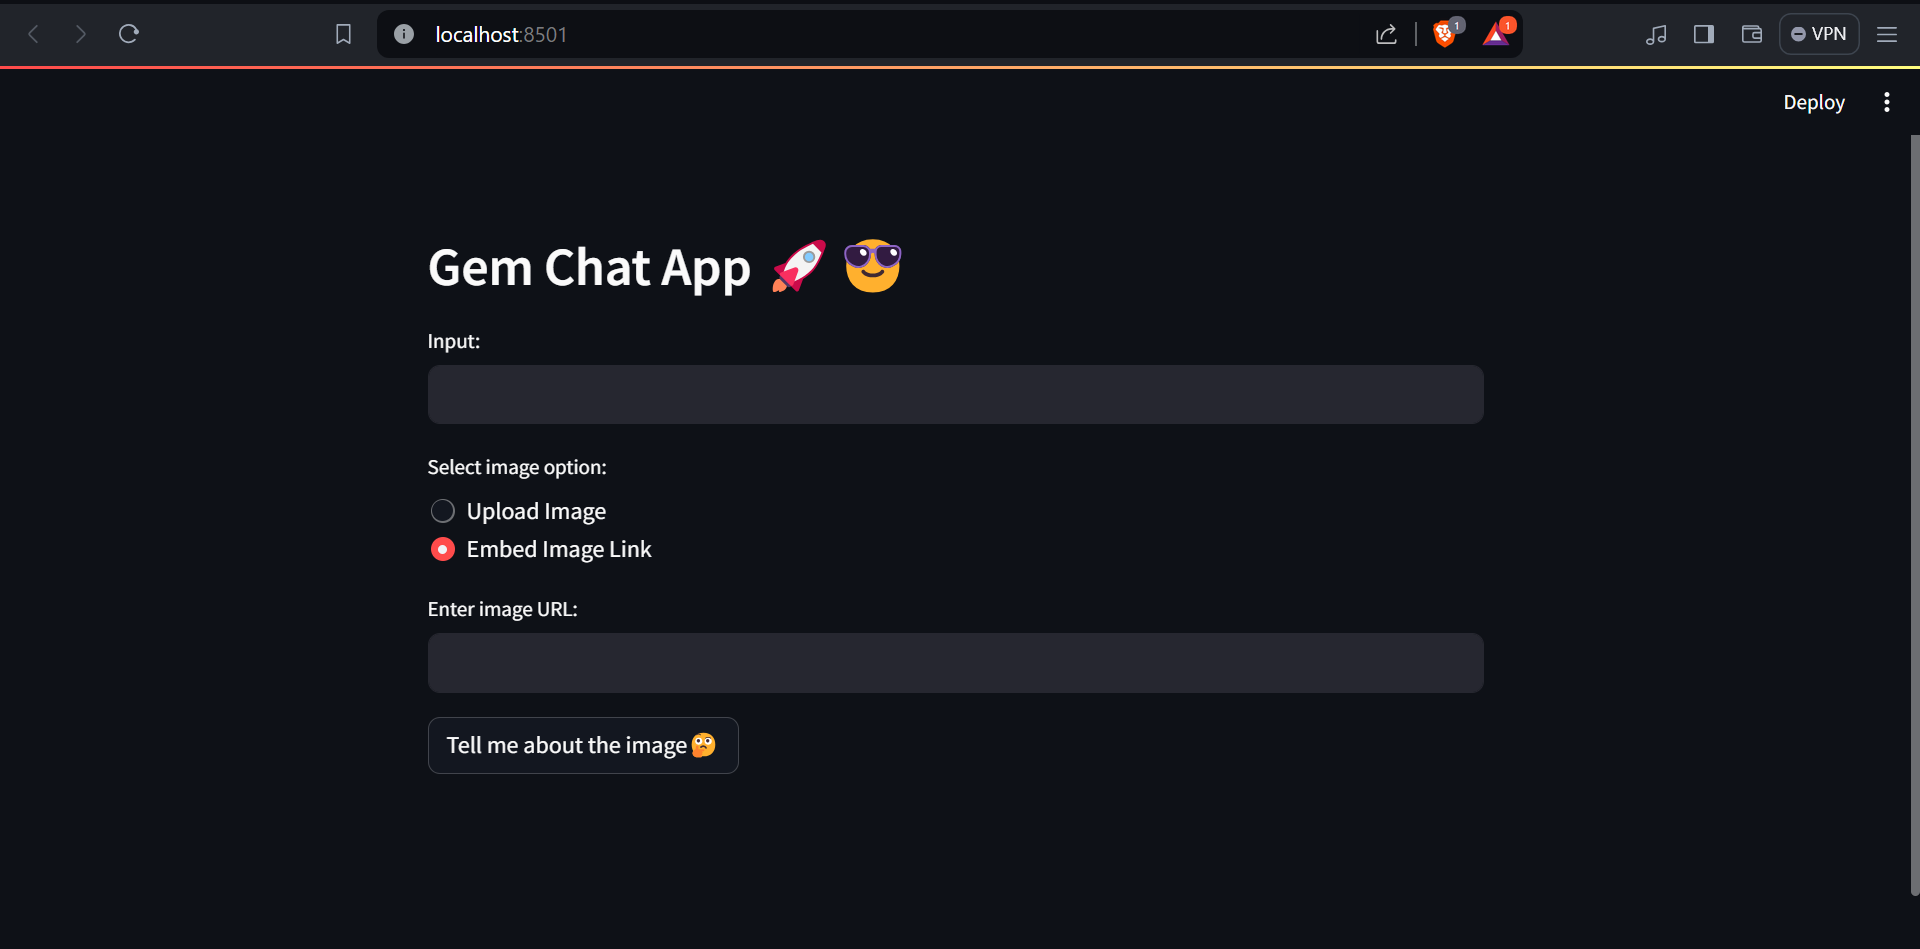 localhost:8501
1
1
VPN
Deploy
Gem Chat App 🚀 😎
Input:
Select image option:
Upload Image
Embed Image Link
Enter image URL:
Tell me about the image🤔